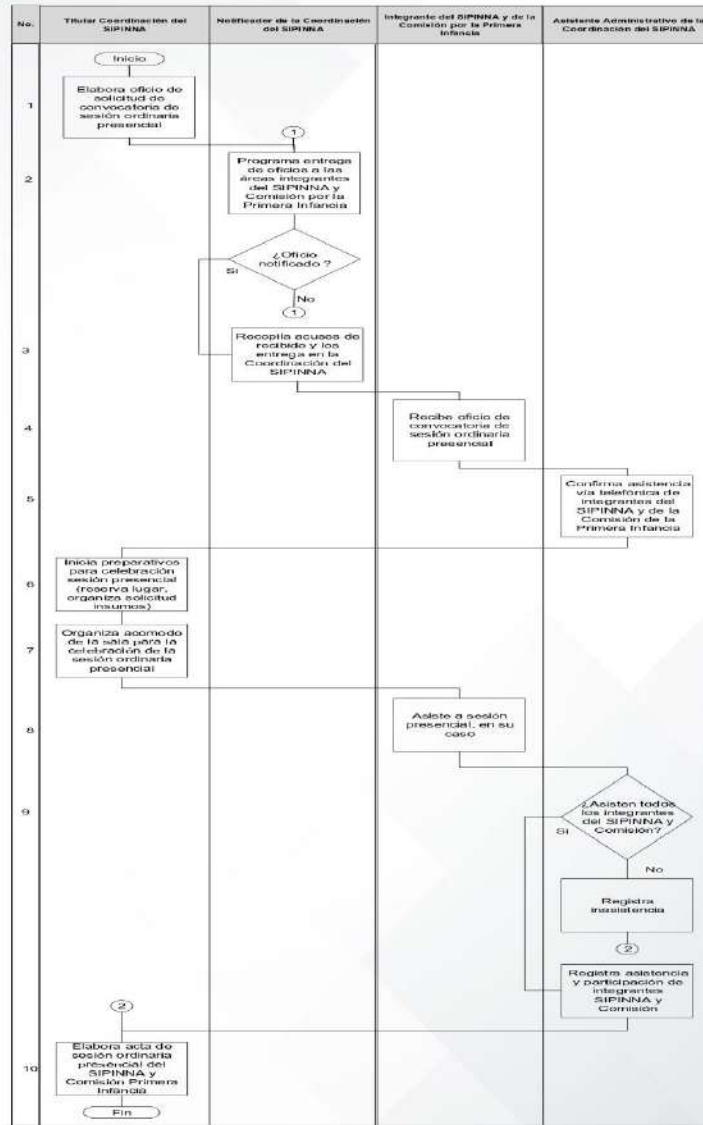 No.
Titular Coordinación del
SIPINNA
Notificador de la Coordinación
del SIPINNA
Integrante del SIPINNA y de la
Comisión por la Primera
Infancia
Asistente Administrativo de la
Coordinación del SIPINNA
Inicio
1
Elabora oficio de
solicitud de
convocatoria de
sesión ordinaria
presencial
1
2
Programa entrega
de oficios a las
áreas integrantes
del SIPINNA y
Comisión por la
Primera Infancia
¿Oficio
notificado ?
Si
No
1
3
Recopila acuses de
recibido y los
entrega en la
Coordinación del
SIPINNA
4
Recibe oficio de
convocatoria de
sesión ordinaria
presencial
5
Confirma asistencia
vía telefónica de
integrantes del
SIPINNA y de la
Comisión de la
Primera Infancia
6
Inicia preparativos
para celebración
sesión presencial
(reserva lugar,
organiza solicitud
insumos)
7
Organiza acomodo
de la sala para la
celebración de la
sesión ordinaria
presencial
8
Asiste a sesión
presencial, en su
caso
9
¿Asisten todos
los integrantes
del SIPINNA y
Comisión?
Si
No
Registra
inasistencia
2
Registra asistencia
y participación de
integrantes
SIPINNA y
Comisión
2
10
Elabora acta de
sesión ordinaria
presencial del
SIPINNA y
Comisión Primera
Infancia
Fin